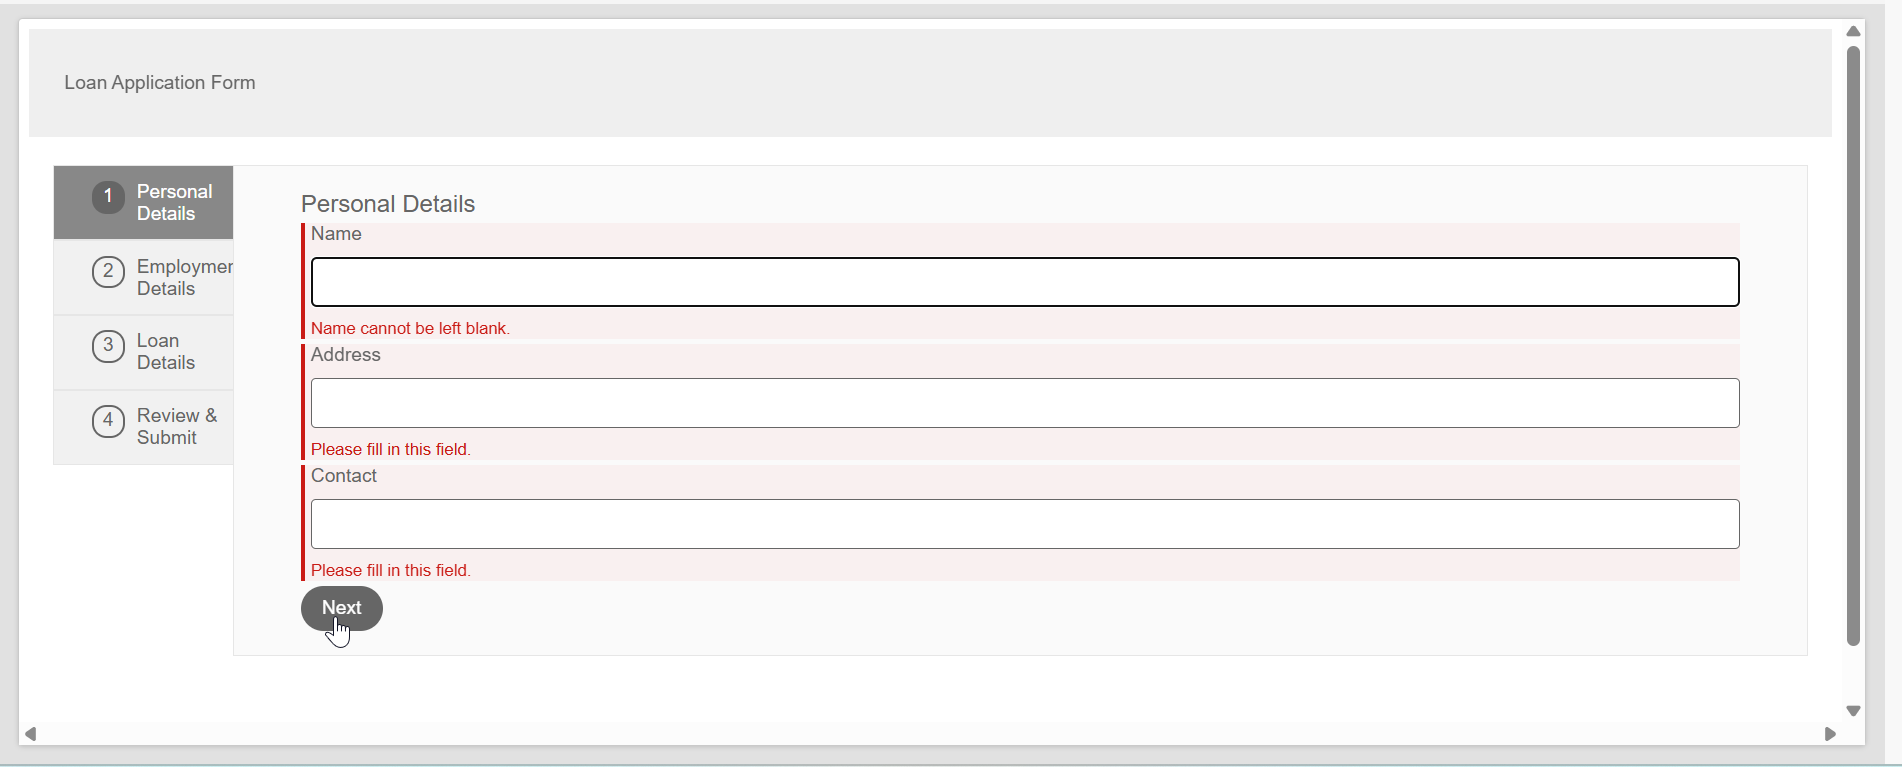 Loan Application Form
1
Personal
Details
2
Employmer
Details
3
Loan
Details
4
Review &
Submit
Personal Details
Name
Name cannot be left blank.
Address
Please fill in this field.
Contact
Please fill in this field.
Next